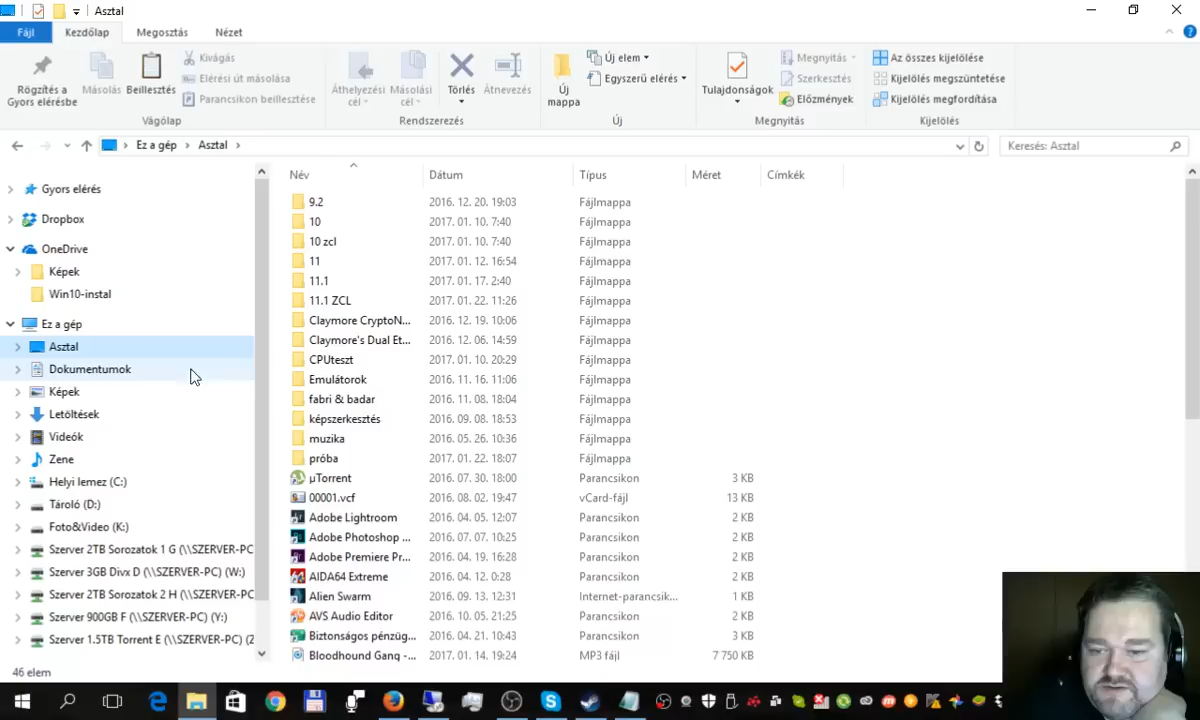 Asztal
Fájl Kezdőlap Megosztás Nézet
Rögzítés a Gyors elérésbe
Másolás
Beillesztés
Kivágás
Elérési út másolása
Parancsikon beillesztése
Vágólap
Áthelyezési cél
Másolási cél
Törlés
Átnevezés
Rendszerezés
Új mappa
Új elem
Egyszerű elérés
Új
Tulajdonságok
Megnyitás
Szerkesztés
Előzmények
Megnyitás
Az összes kijelölése
Kijelölés megszüntetése
Kijelölés megfordítása
Kijelölés
Ez a gép Asztal
Keresés: Asztal
Gyors elérés
Dropbox
OneDrive
Képek
Win10-instal
Ez a gép
Asztal
Dokumentumok
Képek
Letöltések
Videók
Zene
Helyi lemez (C:)
Tároló (D:)
Foto&Video (K:)
Szerver 2TB Sorozatok 1 G (\\SZERVER-PC
Szerver 3GB Divx D (\\SZERVER-PC) (W:)
Szerver 2TB Sorozatok 2 H (\\SZERVER-PC
Szerver 900GB F (\\SZERVER-PC) (Y:)
Szerver 1.5TB Torrent E (\\SZERVER-PC) (Z
Név Dátum Típus Méret Címkék
9.2 2016. 12. 20. 19:03 Fájlmappa
10 2017. 01. 10. 7:40 Fájlmappa
10 zcl 2017. 01. 10. 7:40 Fájlmappa
11 2017. 01. 12. 16:54 Fájlmappa
11.1 2017. 01. 17. 2:40 Fájlmappa
11.1 ZCL 2017. 01. 22. 11:26 Fájlmappa
Claymore CryptoN... 2016. 12. 19. 10:06 Fájlmappa
Claymore's Dual Et... 2016. 12. 06. 14:59 Fájlmappa
CPUteszt 2017. 01. 10. 20:29 Fájlmappa
Emulátorok 2016. 11. 16. 11:06 Fájlmappa
fabri & badar 2016. 11. 08. 18:04 Fájlmappa
képszerkesztés 2016. 09. 08. 18:53 Fájlmappa
muzika 2016. 05. 26. 10:36 Fájlmappa
próba 2017. 01. 22. 18:07 Fájlmappa
µTorrent 2016. 07. 30. 18:00 Parancsikon 3 KB
00001.vcf 2016. 08. 02. 19:47 vCard-fájl 13 KB
Adobe Lightroom 2016. 04. 05. 12:07 Parancsikon 2 KB
Adobe Photoshop ... 2016. 07. 07. 10:25 Parancsikon 2 KB
Adobe Premiere Pr... 2016. 04. 19. 16:28 Parancsikon 2 KB
AIDA64 Extreme 2016. 04. 12. 0:28 Parancsikon 2 KB
Alien Swarm 2016. 09. 13. 12:31 Internet-parancsik... 1 KB
AVS Audio Editor 2016. 10. 05. 21:25 Parancsikon 2 KB
Biztonságos pénzüg... 2016. 04. 21. 10:43 Parancsikon 3 KB
Bloodhound Gang -... 2017. 01. 14. 19:24 MP3 fájl 7 750 KB
46 elem